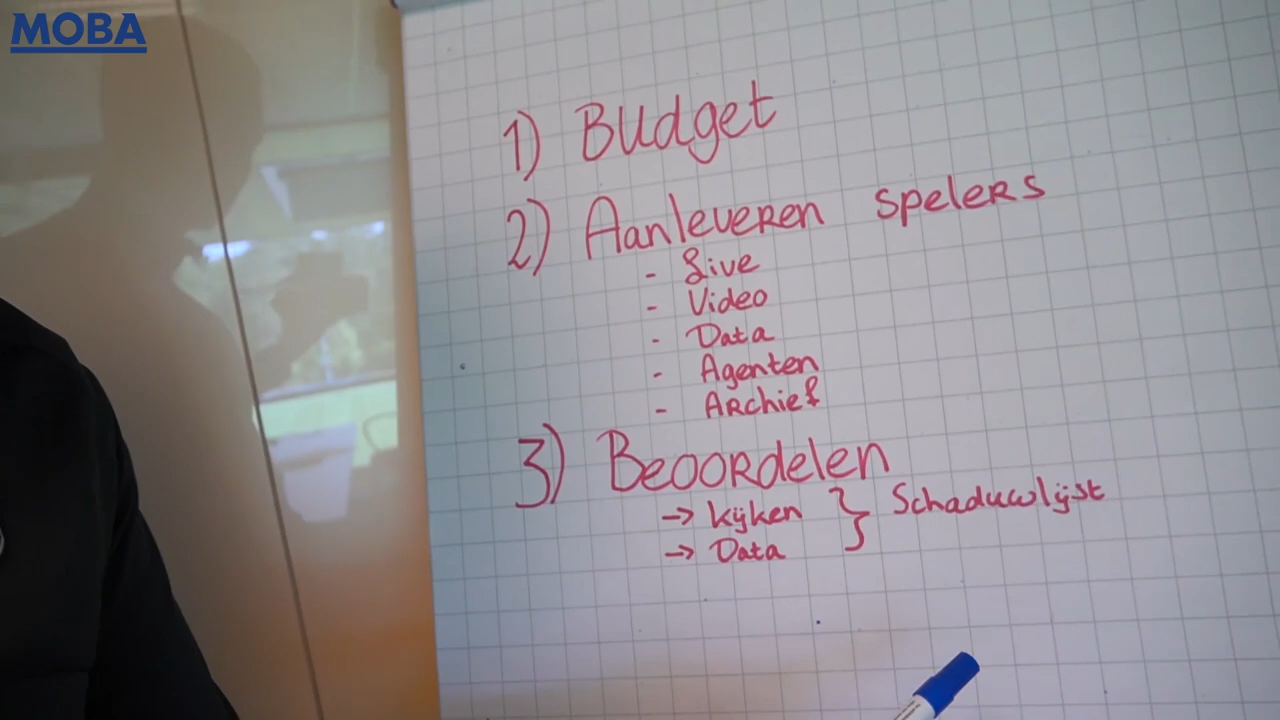 MOBA
1) Budget
2) Aanleveren spelers
- Live
- Video
- Data
- Agenten
- Archief
3) Beoordelen
→ Kijken } Schaduwlijst
→ Data